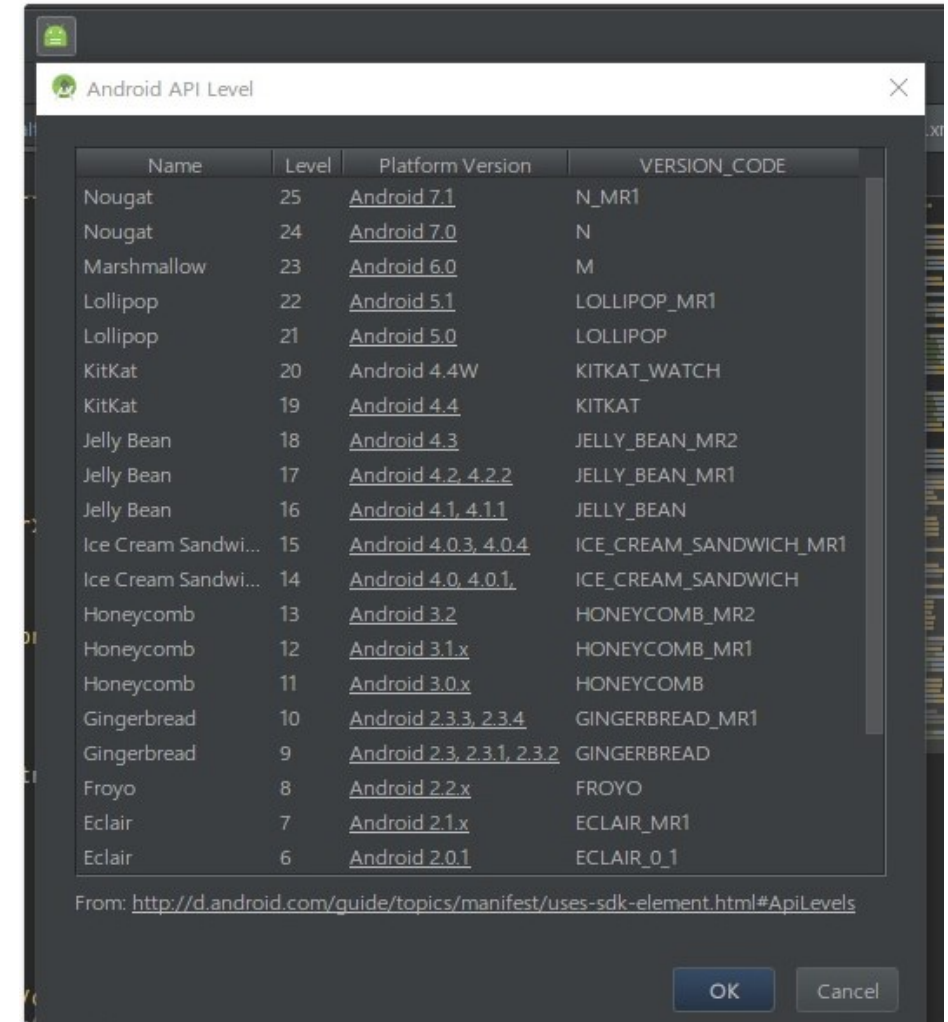 Android API Level
Name Level Platform Version VERSION_CODE
Nougat 25 Android 7.1 N_MR1
Nougat 24 Android 7.0 N
Marshmallow 23 Android 6.0 M
Lollipop 22 Android 5.1 LOLLIPOP_MR1
Lollipop 21 Android 5.0 LOLLIPOP
KitKat 20 Android 4.4W KITKAT_WATCH
KitKat 19 Android 4.4 KITKAT
Jelly Bean 18 Android 4.3 JELLY_BEAN_MR2
Jelly Bean 17 Android 4.2, 4.2.2 JELLY_BEAN_MR1
Jelly Bean 16 Android 4.1, 4.1.1 JELLY_BEAN
Ice Cream Sandwi... 15 Android 4.0.3, 4.0.4 ICE_CREAM_SANDWICH_MR1
Ice Cream Sandwi... 14 Android 4.0, 4.0.1, ICE_CREAM_SANDWICH
Honeycomb 13 Android 3.2 HONEYCOMB_MR2
Honeycomb 12 Android 3.1.x HONEYCOMB_MR1
Honeycomb 11 Android 3.0.x HONEYCOMB
Gingerbread 10 Android 2.3.3, 2.3.4 GINGERBREAD_MR1
Gingerbread 9 Android 2.3, 2.3.1, 2.3.2 GINGERBREAD
Froyo 8 Android 2.2.x FROYO
Eclair 7 Android 2.1.x ECLAIR_MR1
Eclair 6 Android 2.0.1 ECLAIR_0_1
From: http://d.android.com/guide/topics/manifest/uses-sdk-element.html#ApiLevels
OK Cancel